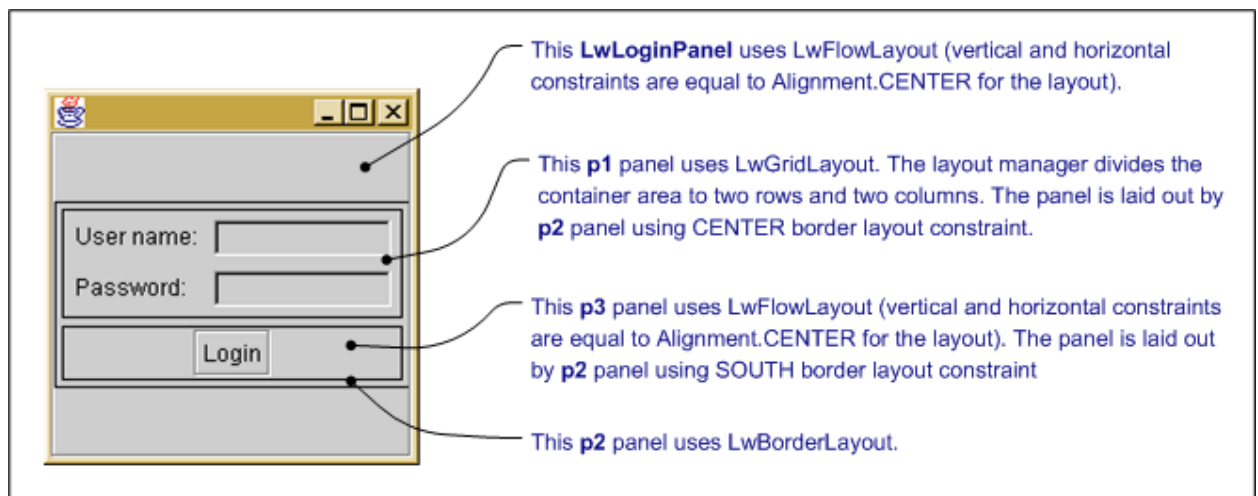 This LwLoginPanel uses LwFlowLayout (vertical and horizontal
constraints are equal to Alignment.CENTER for the layout).
This p1 panel uses LwGridLayout. The layout manager divides the
container area to two rows and two columns. The panel is laid out by
p2 panel using CENTER border layout constraint.
User name:
Password:
Login
This p3 panel uses LwFlowLayout (vertical and horizontal constraints
are equal to Alignment.CENTER for the layout). The panel is laid out
by p2 panel using SOUTH border layout constraint
This p2 panel uses LwBorderLayout.